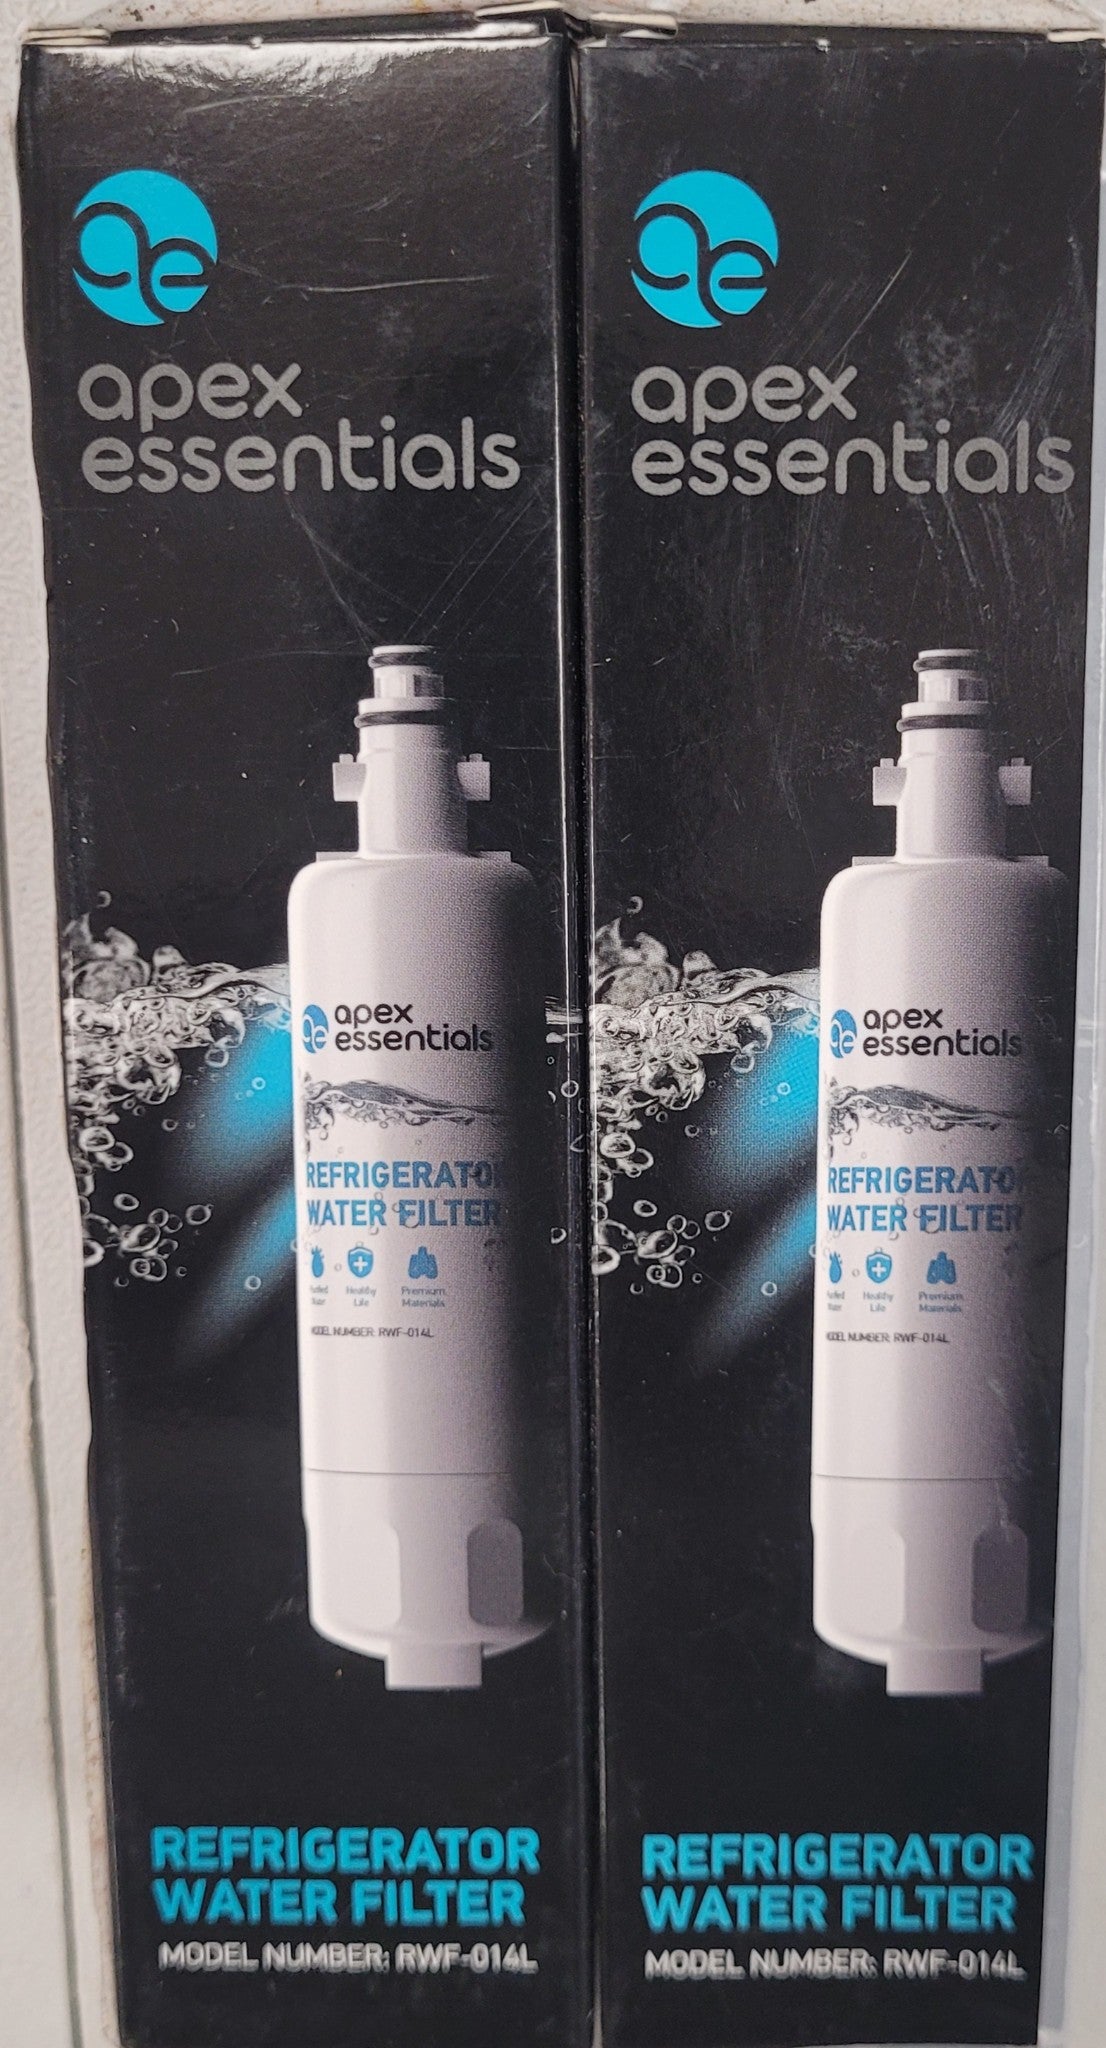 apex
essentials
apex
essentials
REFRIGERATO
WATER FILTER
Healthy
Life
Premium
Materials
MODEL NUMBER: RWF-014L
REFRIGERATOR
WATER FILTER
MODEL NUMBER: RWF-014L
apex
essentials
apex
essentials
REFRIGERATO
WATER FILTER
Healthy
Life
Premium
Materials
MODEL NUMBER: RWF-014L
REFRIGERATOR
WATER FILTER
MODEL NUMBER: RWF-014L